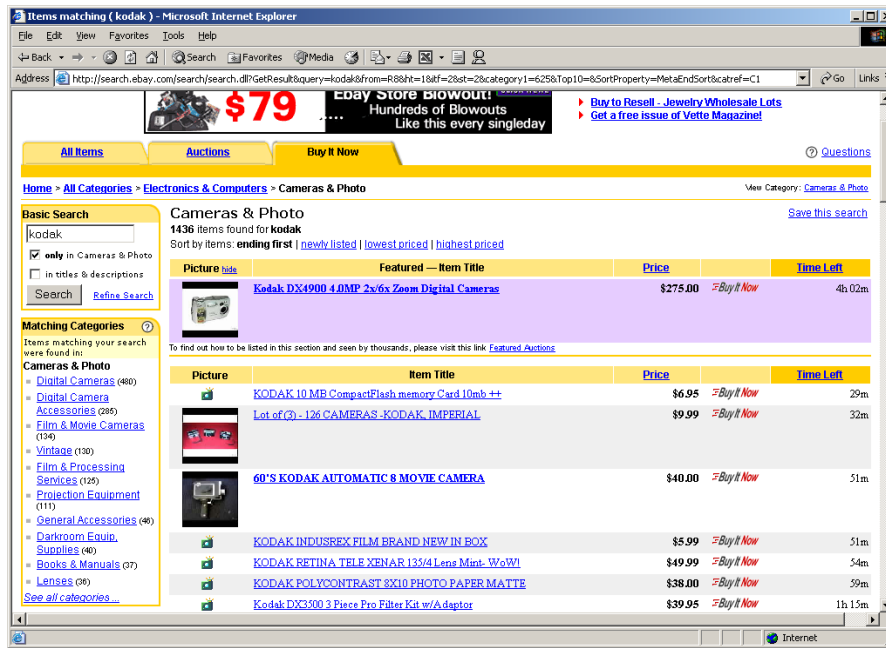 Items matching ( kodak ) - Microsoft Internet Explorer
File Edit View Favorites Tools Help
Back Search Favorites Media
Address http://search.ebay.com/search/search.dll?GetResult&query=kodak&from=R8&ht=1&itf=2&st=2&category1=625&Top10=&SortProperty=MetaEndSort&catref=C1 Go Links
$79 Ebay Store Blowout!
Hundreds of Blowouts
Like this every singleday
Buy to Resell - Jewelry Wholesale Lots
Get a free issue of Vette Magazine!
All Items Auctions Buy It Now Questions
Home > All Categories > Electronics & Computers > Cameras & Photo View Category: Cameras & Photo
Basic Search
kodak
only in Cameras & Photo
in titles & descriptions
Search Refine Search
Matching Categories
Items matching your search
were found in:
Cameras & Photo
Digital Cameras (480)
Digital Camera
Accessories (285)
Film & Movie Cameras
(134)
Vintage (130)
Film & Processing
Services (125)
Projection Equipment
(111)
General Accessories (46)
Darkroom Equip,
Supplies (40)
Books & Manuals (37)
Lenses (36)
See all categories ...
Cameras & Photo Save this search
1436 items found for kodak
Sort by items: ending first | newly listed | lowest priced | highest priced
Picture hide Featured — Item Title Price Time Left
Kodak DX4900 4.0MP 2x/6x Zoom Digital Cameras $275.00 Buy It Now 4h 02m
To find out how to be listed in this section and seen by thousands, please visit this link Featured Auctions
Picture Item Title Price Time Left
KODAK 10 MB CompactFlash memory Card 10mb ++ $6.95 Buy It Now 29m
Lot of (3) - 126 CAMERAS -KODAK, IMPERIAL $9.99 Buy It Now 32m
60'S KODAK AUTOMATIC 8 MOVIE CAMERA $40.00 Buy It Now 51m
KODAK INDUSREX FILM BRAND NEW IN BOX $5.99 Buy It Now 51m
KODAK RETINA TELE XENAR 135/4 Lens Mint- WoW! $49.99 Buy It Now 54m
KODAK POLYCONTRAST 8X10 PHOTO PAPER MATTE $38.00 Buy It Now 59m
Kodak DX3500 3 Piece Pro Filter Kit w/Adaptor $39.95 Buy It Now 1h 15m
Internet